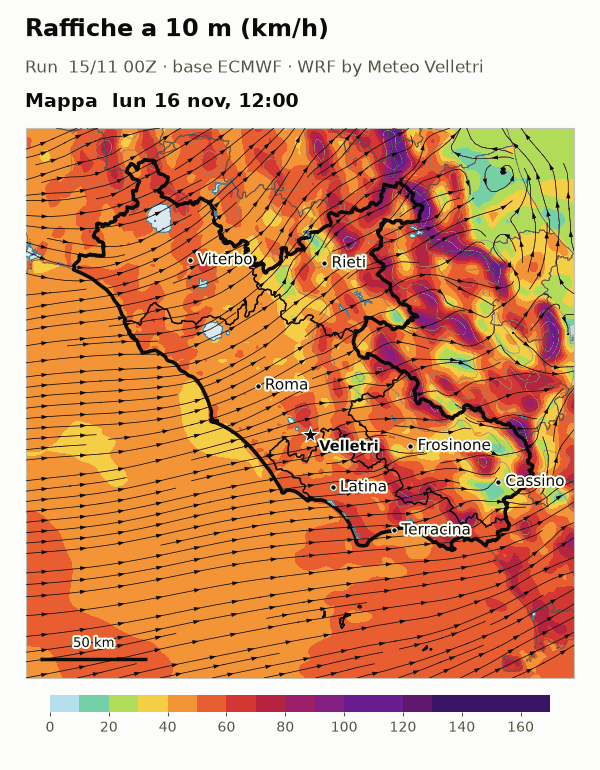 Raffiche a 10 m (km/h)
Run 15/11 00Z · base ECMWF · WRF by Meteo Velletri
Mappa lun 16 nov, 12:00
Viterbo
Rieti
Roma
Velletri
Frosinone
Cassino
Latina
Terracina
50 km
0 20 40 60 80 100 120 140 160